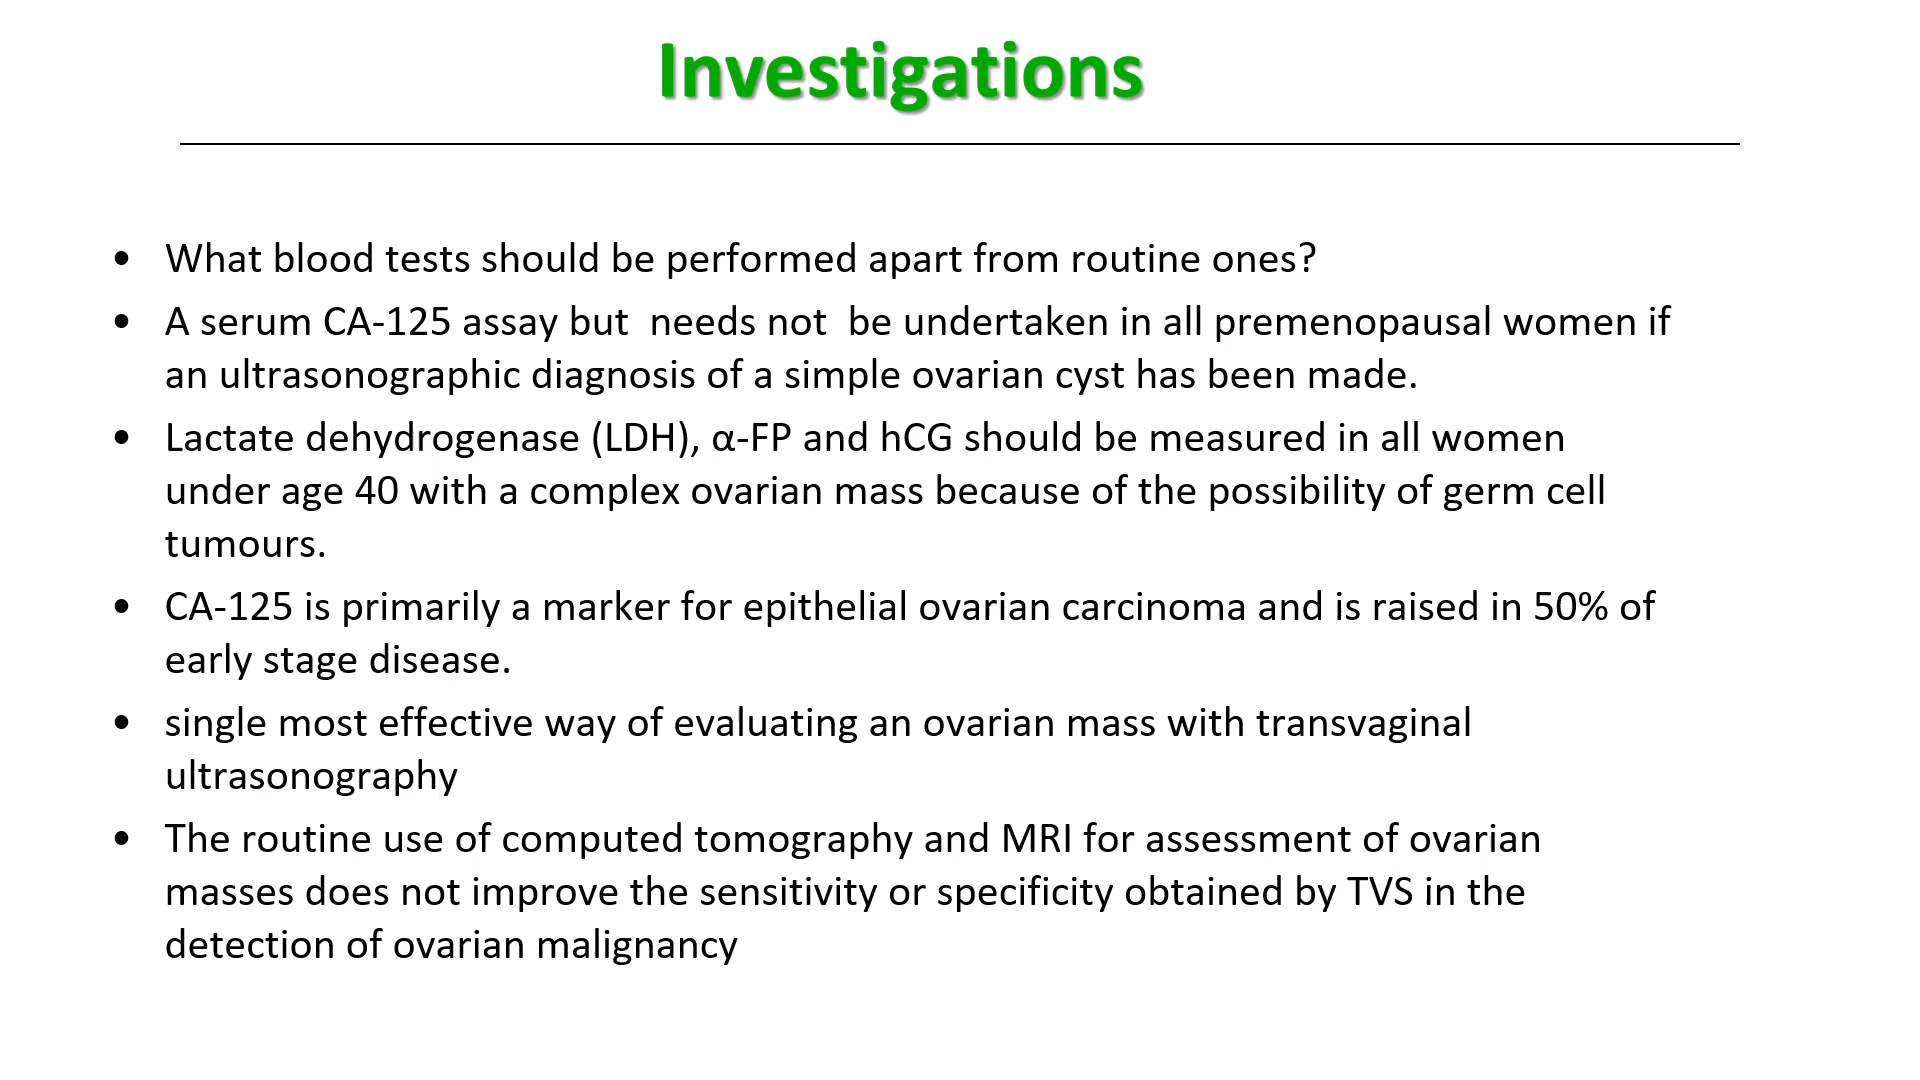 Investigations
• What blood tests should be performed apart from routine ones?
• A serum CA-125 assay but  needs not  be undertaken in all premenopausal women if
an ultrasonographic diagnosis of a simple ovarian cyst has been made.
• Lactate dehydrogenase (LDH), α-FP and hCG should be measured in all women
under age 40 with a complex ovarian mass because of the possibility of germ cell
tumours.
• CA-125 is primarily a marker for epithelial ovarian carcinoma and is raised in 50% of
early stage disease.
• single most effective way of evaluating an ovarian mass with transvaginal
ultrasonography
• The routine use of computed tomography and MRI for assessment of ovarian
masses does not improve the sensitivity or specificity obtained by TVS in the
detection of ovarian malignancy